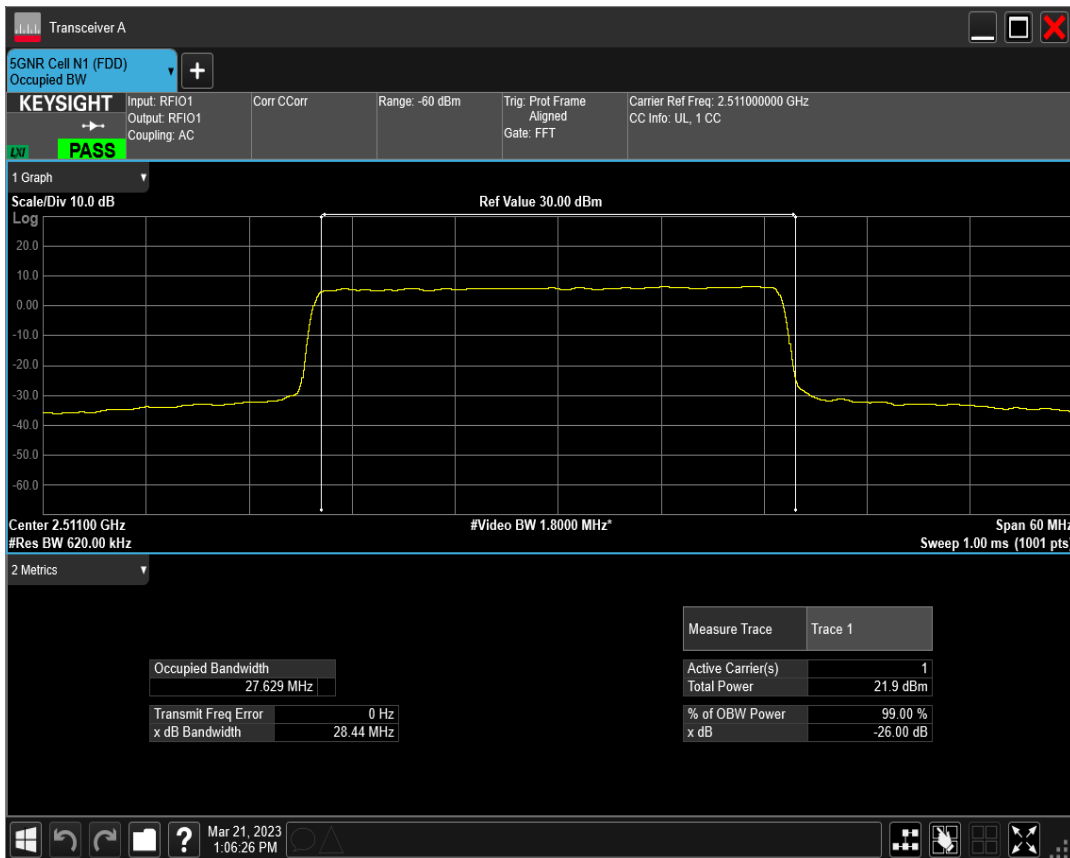 Transceiver A
5GNR Cell N1 (FDD)
Occupied BW
KEYSIGHT
LXI
PASS
Input: RFIO1
Output: RFIO1
Coupling: AC
Corr CCorr
Range: -60 dBm
Trig: Prot Frame
Aligned
Gate: FFT
Carrier Ref Freq: 2.511000000 GHz
CC Info: UL, 1 CC
1 Graph
Scale/Div 10.0 dB
Ref Value 30.00 dBm
Log
20.0
10.0
0.00
-10.0
-20.0
-30.0
-40.0
-50.0
-60.0
Center 2.51100 GHz
#Video BW 1.8000 MHz*
Span 60 MHz
#Res BW 620.00 kHz
Sweep 1.00 ms (1001 pts)
2 Metrics
Measure Trace Trace 1
Occupied Bandwidth
27.629 MHz
Active Carrier(s) 1
Total Power 21.9 dBm
Transmit Freq Error 0 Hz
x dB Bandwidth 28.44 MHz
% of OBW Power 99.00 %
x dB -26.00 dB
?
Mar 21, 2023
1:06:26 PM